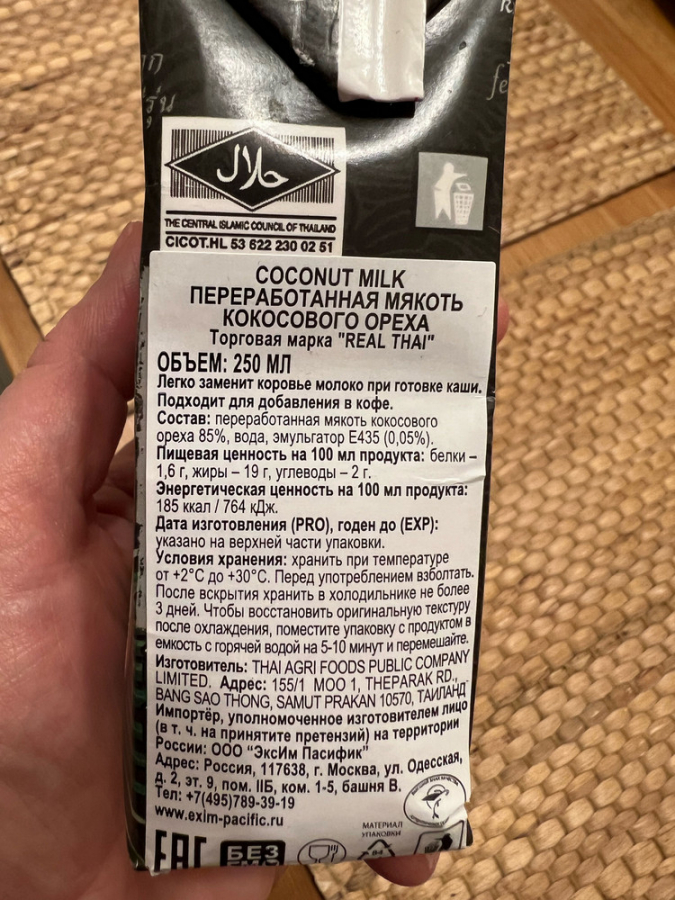 حلال
THE CENTRAL ISLAMIC COUNCIL OF THAILAND
CICOT.HL 53 622 230 02 51
COCONUT MILK
ПЕРЕРАБОТАННАЯ МЯКОТЬ
КОКОСОВОГО ОРЕХА
Торговая марка "REAL THAI"
ОБЪЕМ: 250 МЛ
Легко заменит коровье молоко при готовке каши.
Подходит для добавления в кофе.
Состав: переработанная мякоть кокосового
ореха 85%, вода, эмульгатор Е435 (0,05%).
Пищевая ценность на 100 мл продукта: белки –
1,6 г, жиры – 19 г, углеводы – 2 г.
Энергетическая ценность на 100 мл продукта:
185 ккал / 764 кДж.
Дата изготовления (PRO), годен до (EXP):
указано на верхней части упаковки.
Условия хранения: хранить при температуре
от +2°C до +30°C. Перед употреблением взболтать.
После вскрытия хранить в холодильнике не более
3 дней. Чтобы восстановить оригинальную текстуру
после охлаждения, поместите упаковку с продуктом в
емкость с горячей водой на 5-10 минут и перемешайте.
Изготовитель: THAI AGRI FOODS PUBLIC COMPANY
LIMITED. Адрес: 155/1 MOO 1, THEPARAK RD.,
BANG SAO THONG, SAMUT PRAKAN 10570, ТАИЛАНД
Импортёр, уполномоченное изготовителем лицо
(в т. ч. на принятите претензий) на территории
России: ООО "ЭксИм Пасифик"
Адрес: Россия, 117638, г. Москва, ул. Одесская,
д. 2, эт. 9, пом. IIБ, ком. 1-5, башня В.
Тел: +7(495)789-39-19
www.exim-pacific.ru
МАТЕРИАЛ
УПАКОВКИ
EAC
БЕЗ
84